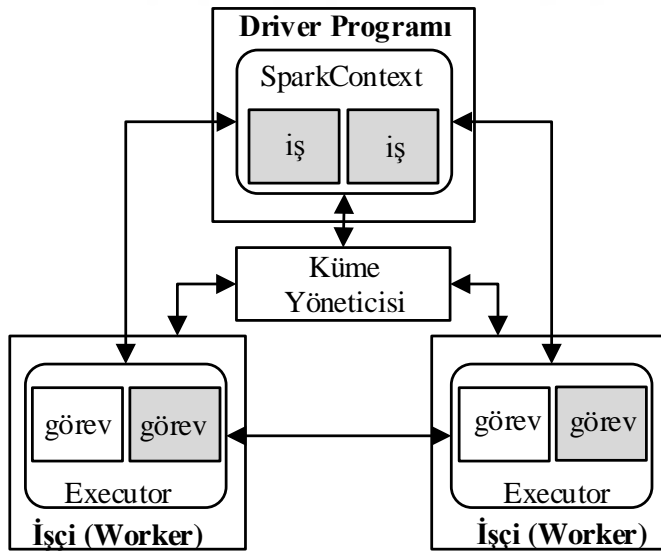 Driver Programı
SparkContext
iş iş
Küme
Yöneticisi
görev görev
Executor
İşçi (Worker)
görev görev
Executor
İşçi (Worker)